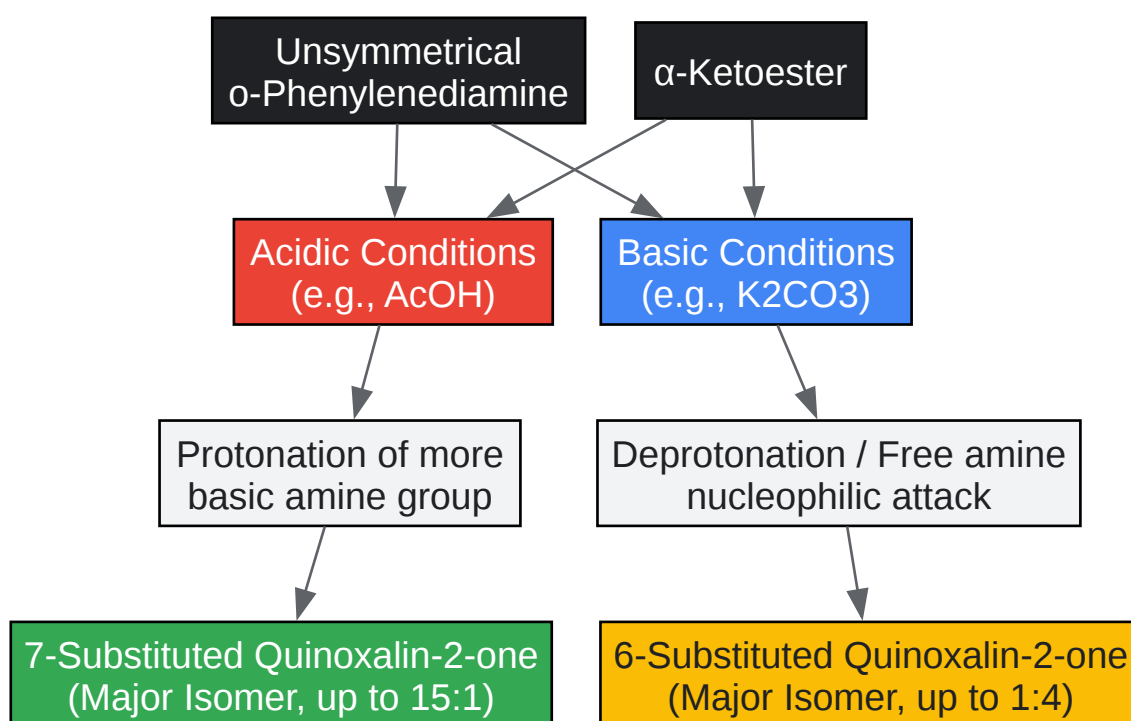 Unsymmetrical
o-Phenylenediamine
α-Ketoester
Acidic Conditions
(e.g., AcOH)
Basic Conditions
(e.g., K2CO3)
Protonation of more
basic amine group
Deprotonation / Free amine
nucleophilic attack
7-Substituted Quinoxalin-2-one
(Major Isomer, up to 15:1)
6-Substituted Quinoxalin-2-one
(Major Isomer, up to 1:4)